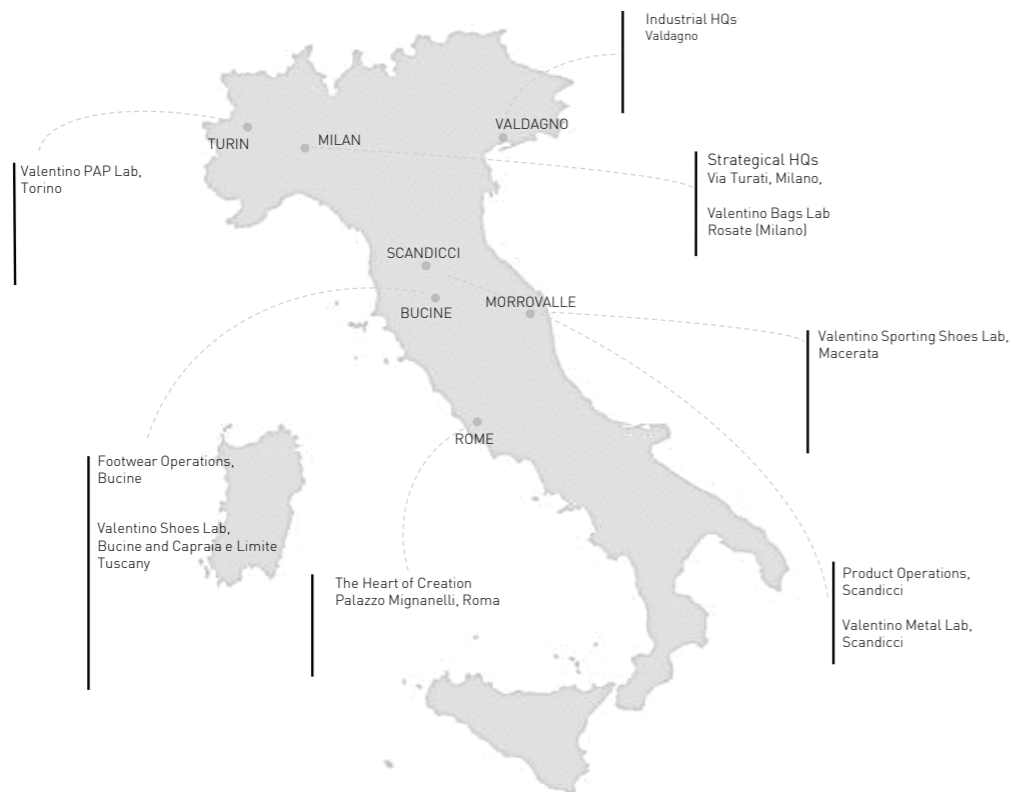 Industrial HQs
Valdagno
VALDAGNO
TURIN
MILAN
Strategical HQs
Via Turati, Milano,
Valentino Bags Lab
Rosate (Milano)
Valentino PAP Lab,
Torino
SCANDICCI
BUCINE
MORROVALLE
Valentino Sporting Shoes Lab,
Macerata
ROME
Footwear Operations,
Bucine
Valentino Shoes Lab,
Bucine and Capraia e Limite
Tuscany
The Heart of Creation
Palazzo Mignanelli, Roma
Product Operations,
Scandicci
Valentino Metal Lab,
Scandicci